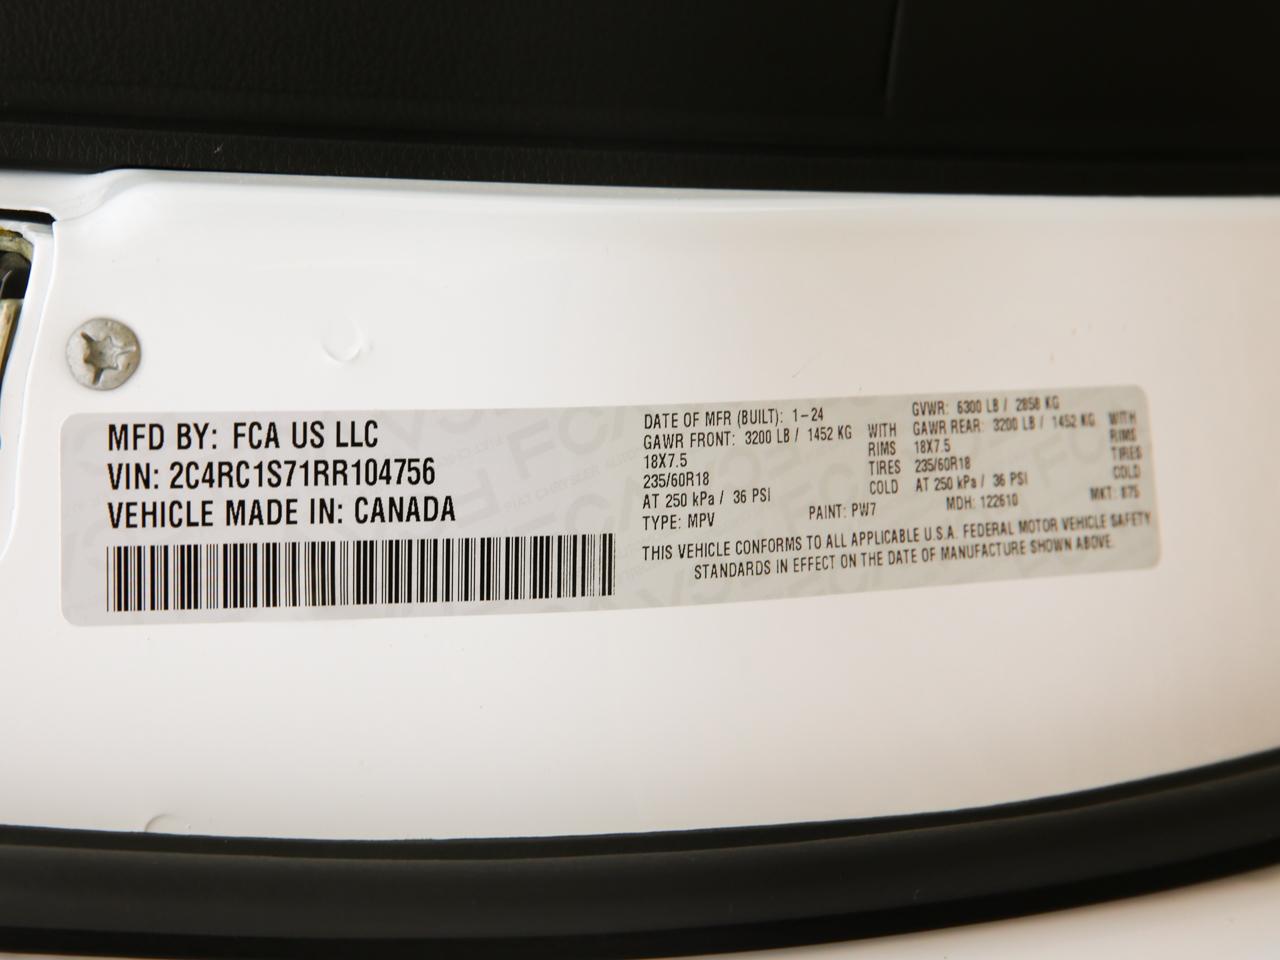 MFD BY: FCA US LLC
VIN: 2C4RC1S71RR104756
VEHICLE MADE IN: CANADA
DATE OF MFR (BUILT): 1-24
GAWR FRONT: 3200 LB / 1452 KG WITH
18X7.5 RIMS
235/60R18 TIRES
AT 250 kPa / 36 PSI COLD
GVWR: 6300 LB / 2858 KG
GAWR REAR: 3200 LB / 1452 KG WITH
18X7.5 RIMS
235/60R18 TIRES
AT 250 kPa / 36 PSI COLD
TYPE: MPV PAINT: PW7 MDH: 122610 MKT: 875
THIS VEHICLE CONFORMS TO ALL APPLICABLE U.S.A. FEDERAL MOTOR VEHICLE SAFETY
STANDARDS IN EFFECT ON THE DATE OF MANUFACTURE SHOWN ABOVE.